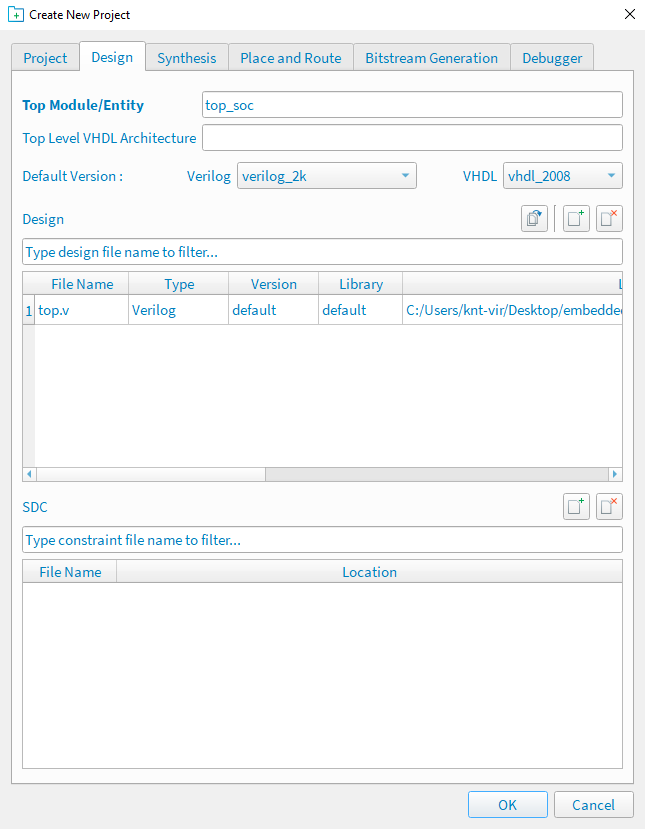 Create New Project
Project Design Synthesis Place and Route Bitstream Generation Debugger
Top Module/Entity top_soc
Top Level VHDL Architecture
Default Version : Verilog verilog_2k VHDL vhdl_2008
Design
Type design file name to filter...
File Name Type Version Library
1 top.v Verilog default default C:/Users/knt-vir/Desktop/embedded
SDC
Type constraint file name to filter...
File Name Location
OK Cancel